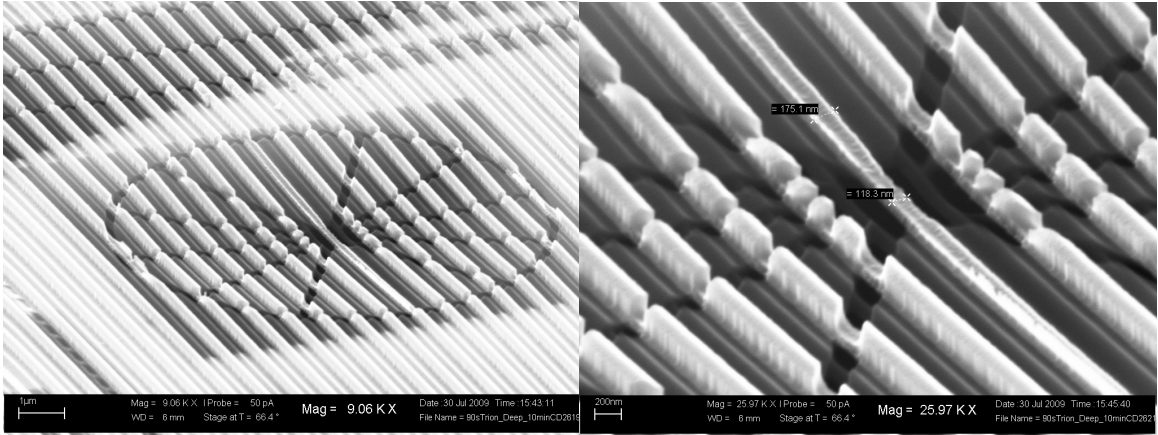 = 175.1 nm
= 118.3 nm
1µm
Mag = 9.06 K X I Probe = 50 pA
WD = 6 mm Stage at T = 66.4 °
Mag = 9.06 K X
Date :30 Jul 2009 Time :15:43:11
File Name = 90sTrion_Deep_10minCD2619
200nm
Mag = 25.97 K X I Probe = 50 pA
WD = 6 mm Stage at T = 66.4 °
Mag = 25.97 K X
Date :30 Jul 2009 Time :15:45:40
File Name = 90sTrion_Deep_10minCD2621